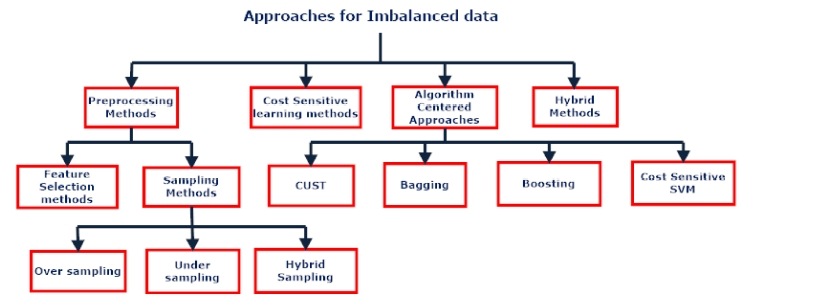 Approaches for Imbalanced data
Preprocessing
Methods
Cost Sensitive
learning methods
Algorithm
Centered
Approaches
Hybrid
Methods
Feature
Selection
methods
Sampling
Methods
CUST
Bagging
Boosting
Cost Sensitive
SVM
Over sampling
Under
sampling
Hybrid
Sampling